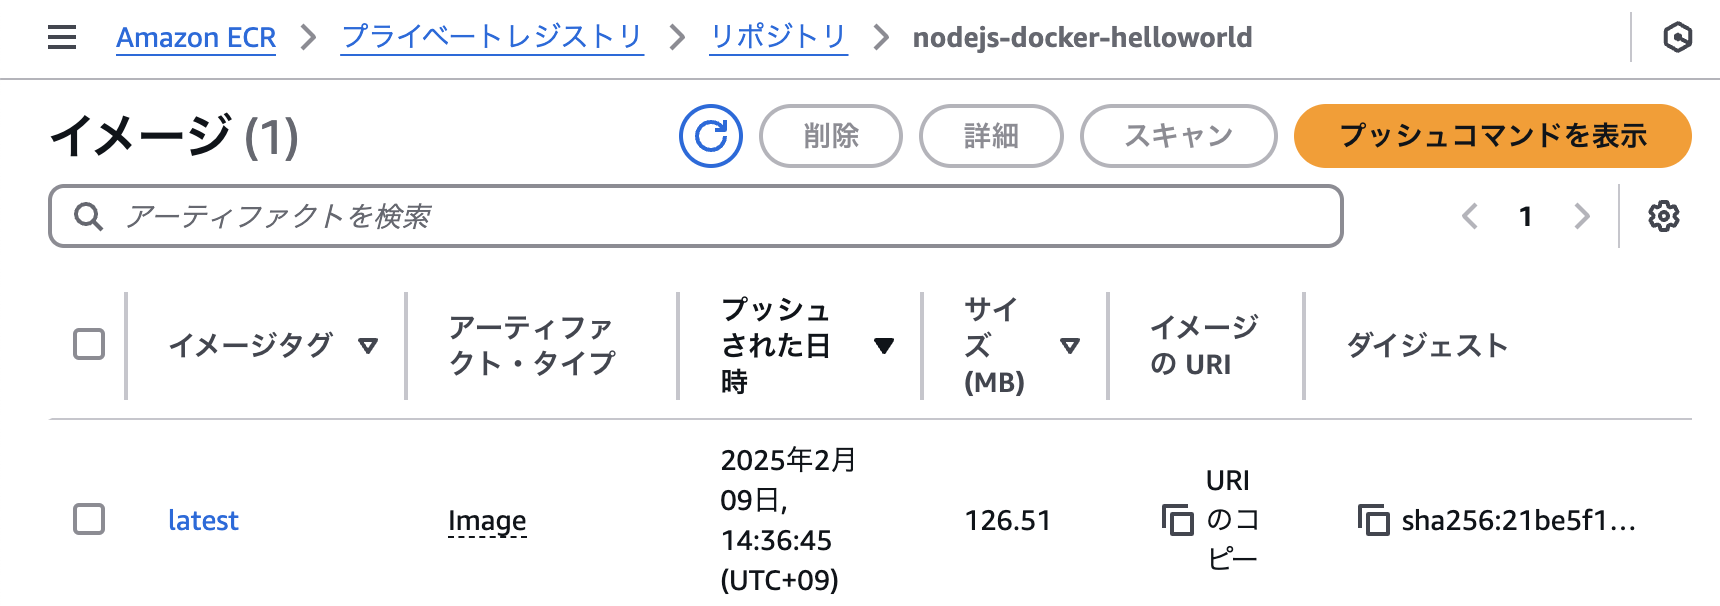 Amazon ECR > プライベートレジストリ > リポジトリ > nodejs-docker-helloworld
イメージ (1)
削除
詳細
スキャン
プッシュコマンドを表示
アーティファクトを検索
1
イメージタグ
アーティファ
クト・タイプ
プッシュ
された日
時
サイ
ズ
(MB)
イメージ
の URI
ダイジェスト
latest
Image
2025年2月
09日,
14:36:45
(UTC+09)
126.51
URI
のコ
ピー
sha256:21be5f1...